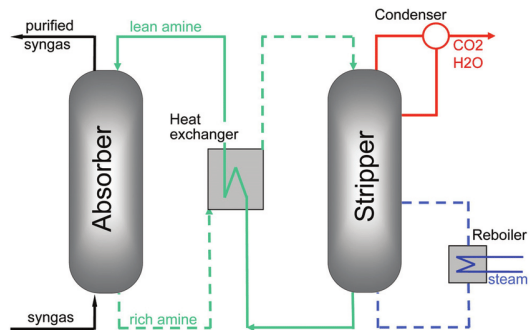 purified
syngas
lean amine
Condenser
CO2
H2O
Heat
exchanger
Absorber
Stripper
Reboiler
steam
syngas
rich amine